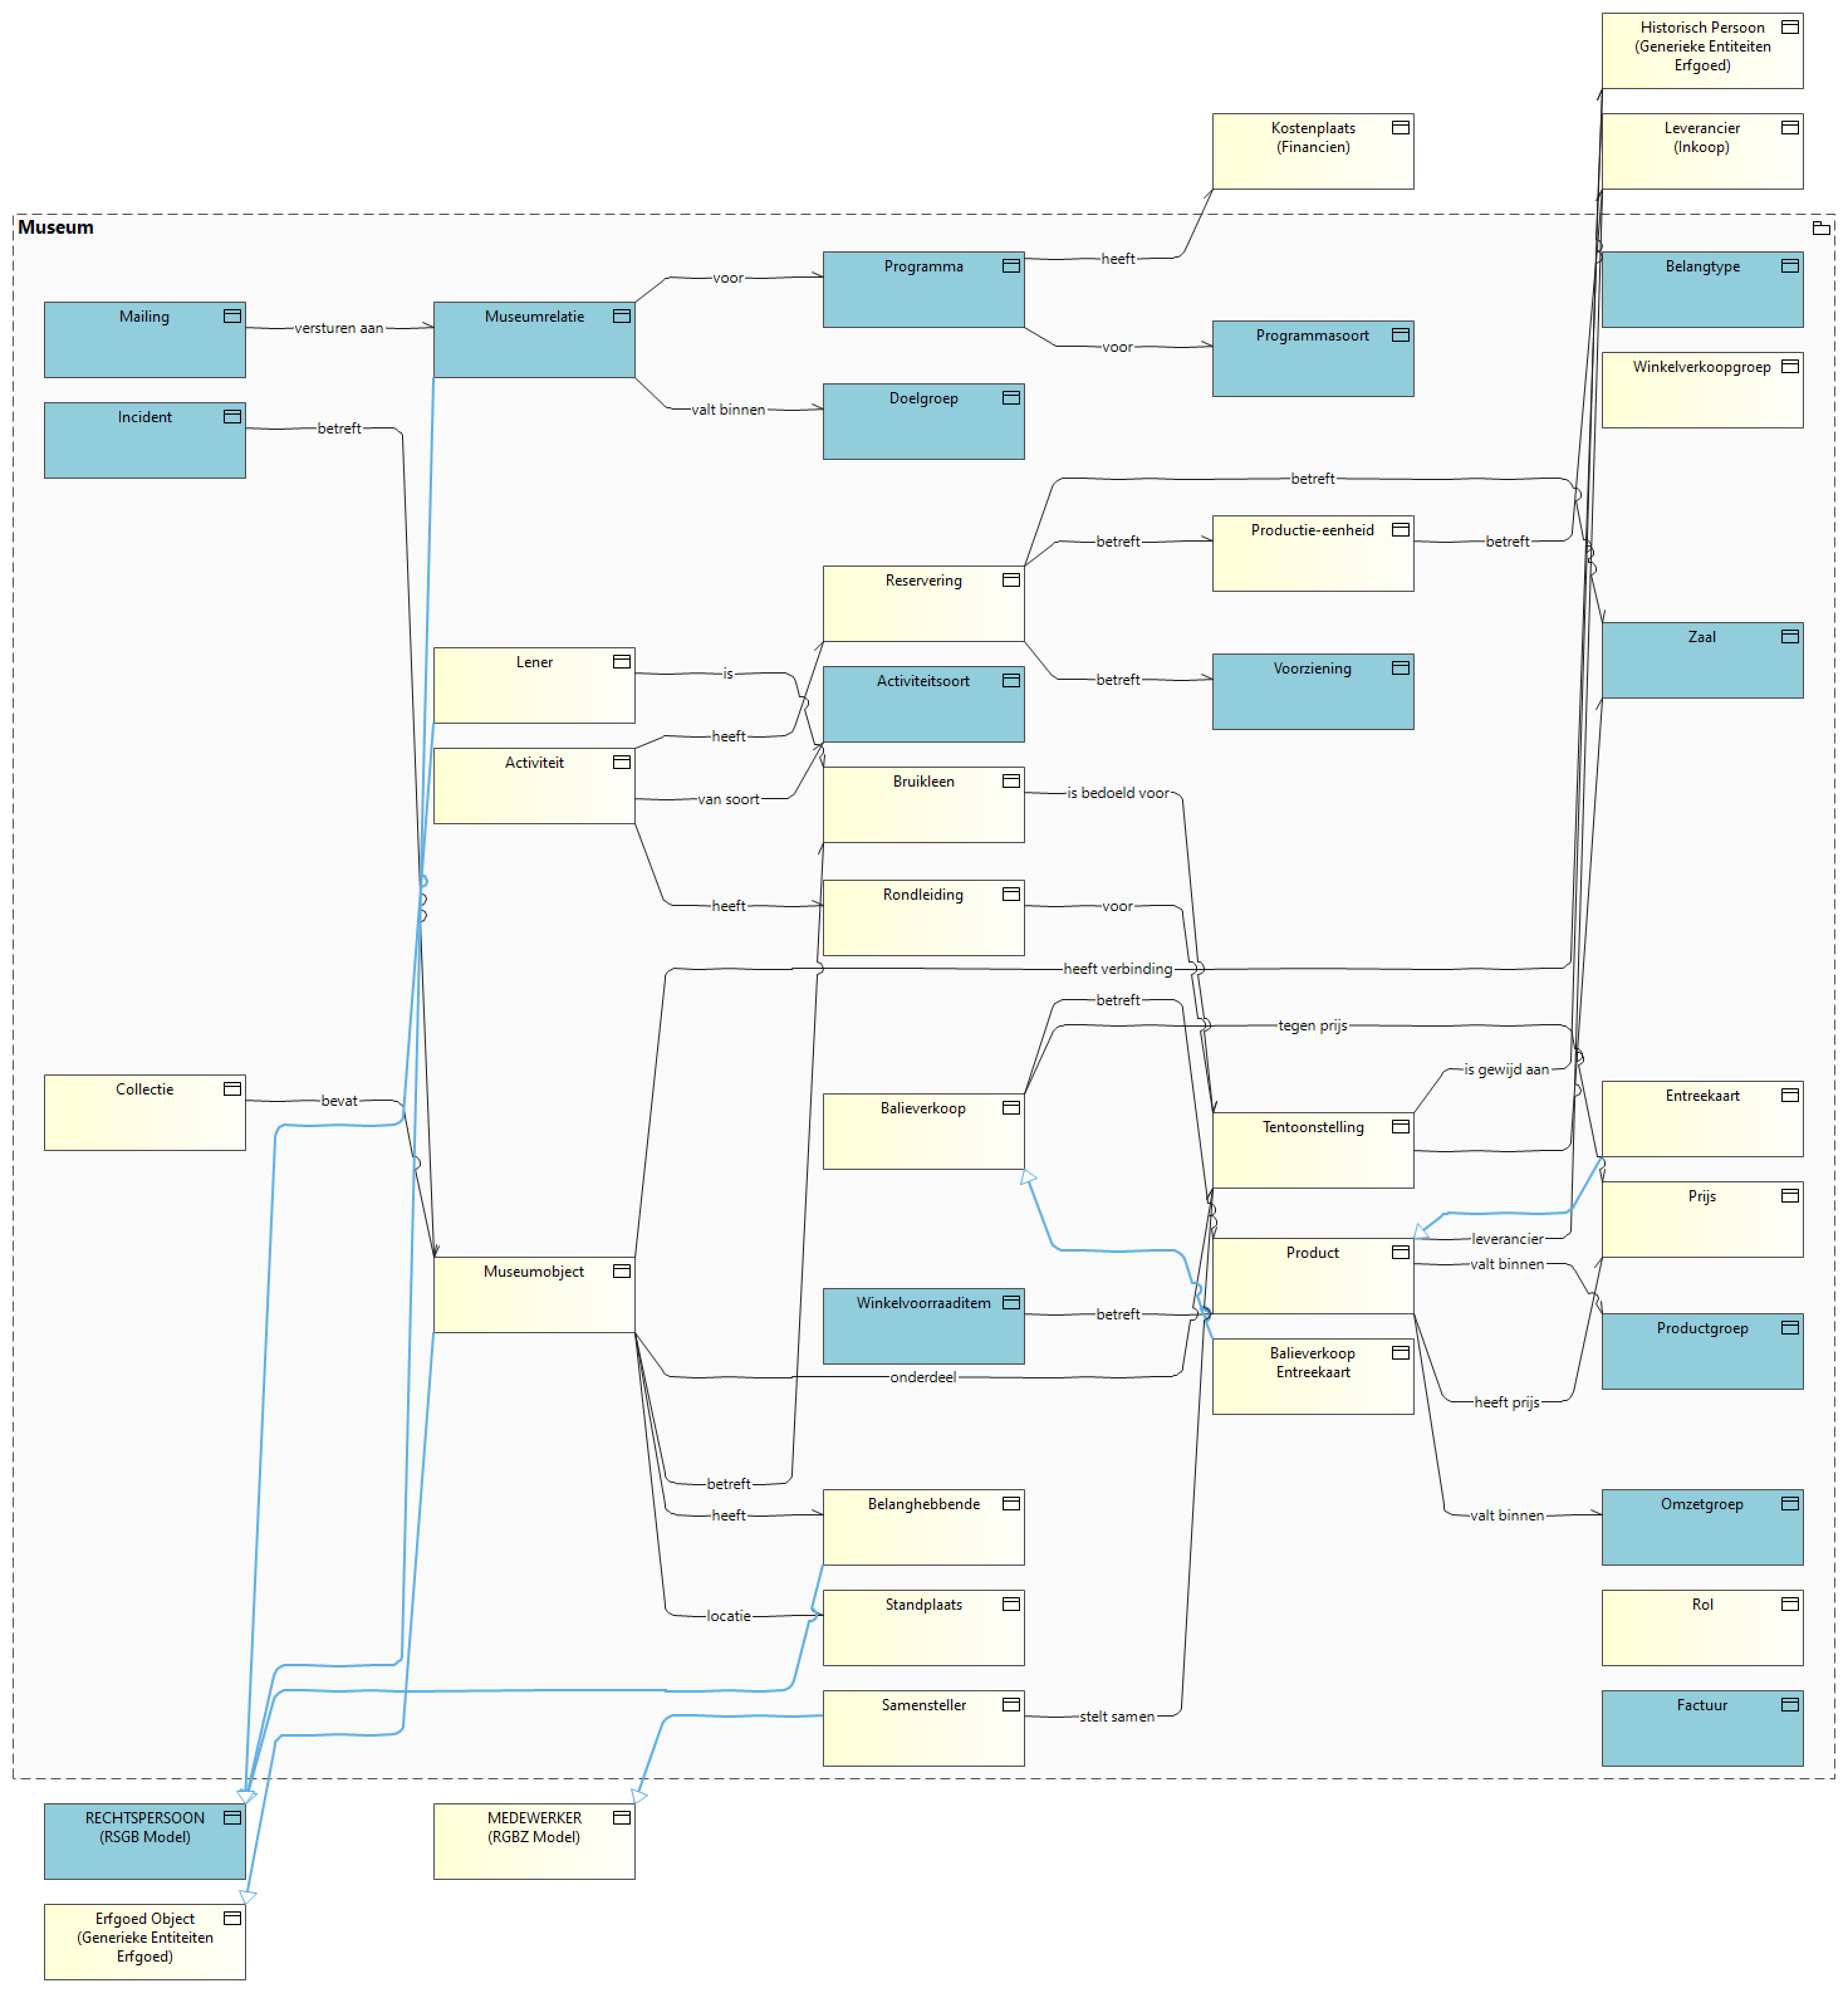 Historisch Persoon
(Generieke Entiteiten
Erfgoed)
Kostenplaats
(Financien)
Leverancier
(Inkoop)
Museum
Programma
heeft
Belangtype
Mailing
versturen aan
Museumrelatie
voor
Programmasoort
voor
Winkelverkoopgroep
Incident
betreft
valt binnen
Doelgroep
betreft
Productie-eenheid
betreft
betreft
Reservering
Zaal
Lener
is
Activiteitsoort
betreft
Voorziening
heeft
Activiteit
van soort
Bruikleen
is bedoeld voor
heeft
Rondleiding
voor
heeft verbinding
betreft
tegen prijs
is gewijd aan
Collectie
bevat
Balieverkoop
Tentoonstelling
Entreekaart
Prijs
leverancier
Museumobject
Product
valt binnen
Winkelvoorraaditem
betreft
Productgroep
Balieverkoop
Entreekaart
onderdeel
heeft prijs
betreft
Belanghebbende
heeft
valt binnen
Omzetgroep
locatie
Standplaats
Rol
Samensteller
stelt samen
Factuur
RECHTSPERSOON
(RSGB Model)
MEDEWERKER
(RGBZ Model)
Erfgoed Object
(Generieke Entiteiten
Erfgoed)